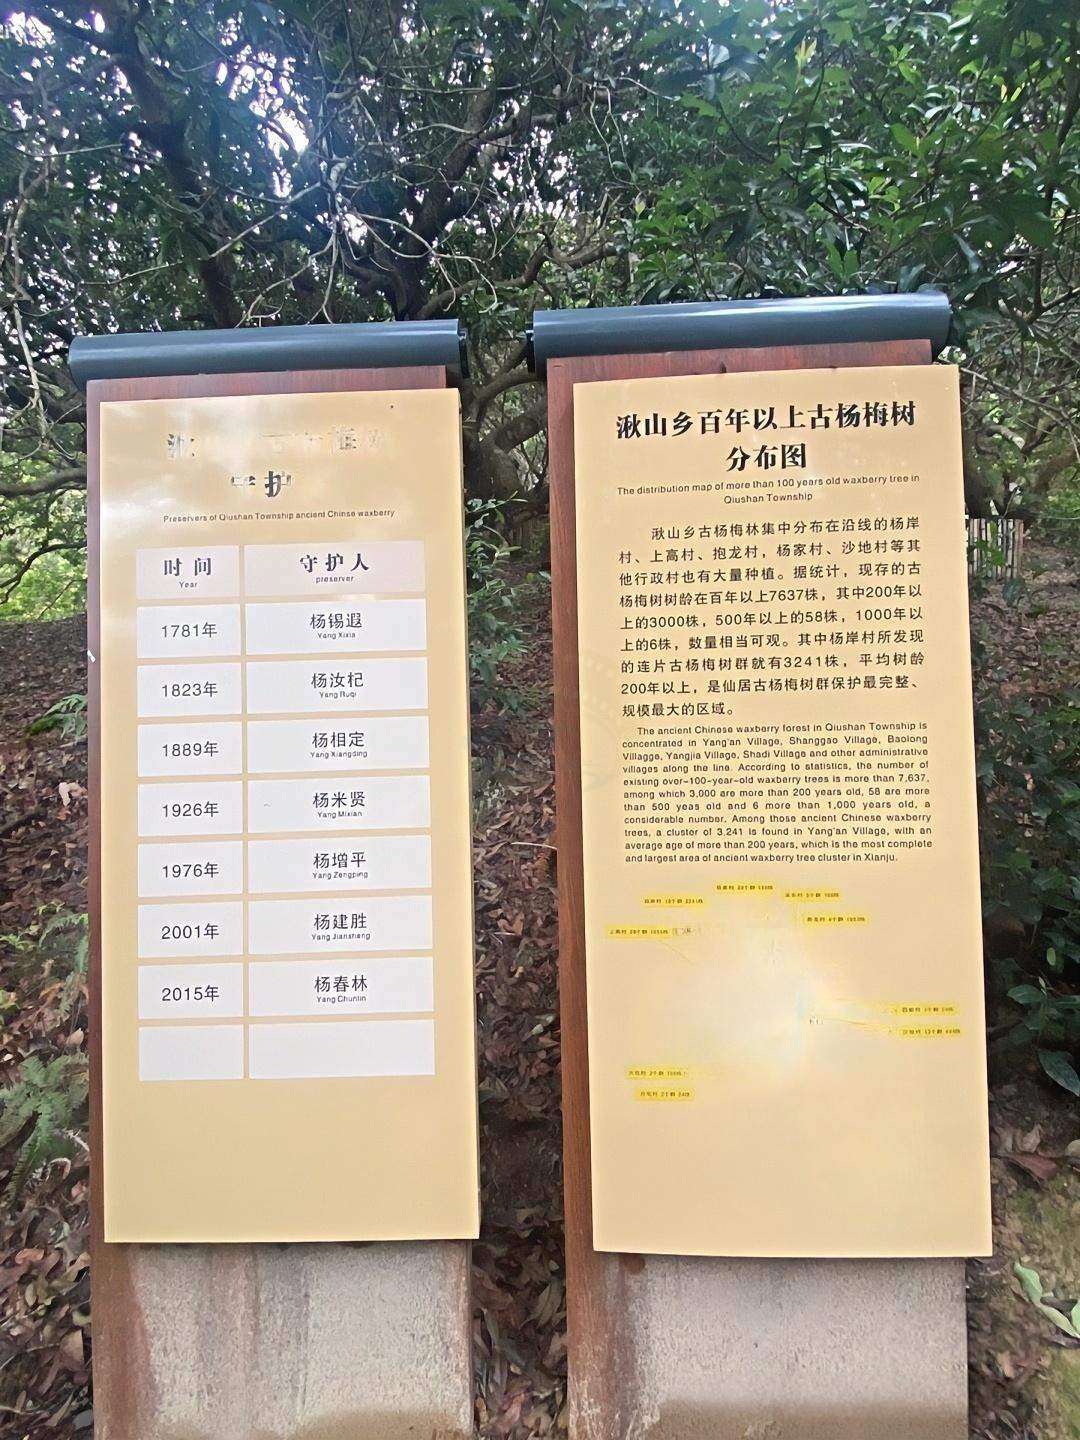 守护
Preservers of Qiushan Township ancient Chinse waxberry
时间 守护人
Year preserver
1781年 杨锡遐
Yang Xixia
1823年 杨汝杞
Yang Ruqi
1889年 杨相定
Yang Xiangding
1926年 杨米贤
Yang Mixian
1976年 杨增平
Yang Zengping
2001年 杨建胜
Yang Jiansheng
2015年 杨春林
Yang Chunlin
湫山乡百年以上古杨梅树
分布图
The distribution map of more than 100 years old waxberry tree in
Qiushan Township
湫山乡古杨梅林集中分布在沿线的杨岸
村、上高村、抱龙村，杨家村、沙地村等其
他行政村也有大量种植。据统计，现存的古
杨梅树树龄在百年以上7637株，其中200年以
上的3000株，500年以上的58株，1000年以
上的6株，数量相当可观。其中杨岸村所发现
的连片古杨梅树群就有3241株，平均树龄
200年以上，是仙居古杨梅树群保护最完整、
规模最大的区域。
The ancient Chinese waxberry forest in Qiushan Township is
concentrated in Yang'an Village, Shanggao Village, Baolong
Villagge, Yangjia Village, Shadi Village and other administrative
villages along the line. According to statistics, the number of
existing over-100-year-old waxberry trees is more than 7,637,
among which 3,000 are more than 200 years old, 58 are more
than 500 yeas old and 6 more than 1,000 years old, a
considerable number. Among those ancient Chinese waxberry
trees, a cluster of 3,241 is found in Yang'an Village, with an
average age of more than 200 years, which is the most complete
and largest area of ancient waxberry tree cluster in Xianju.